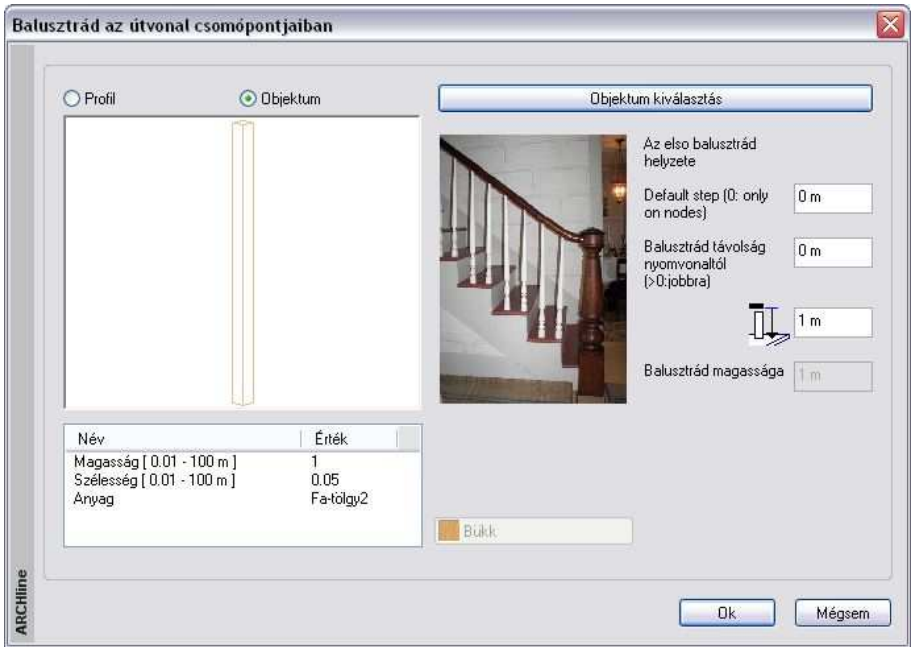 Balusztrád az útvonal csomópontjaiban
Profil
Objektum
Objektum kiválasztás
Az elso balusztrád
helyzete
Default step (0: only
on nodes)
0 m
Balusztrád távolság
nyomvonaltól
(>0:jobbra)
0 m
1 m
Balusztrád magassága
1 m
Név Érték
Magasság [ 0.01 - 100 m ] 1
Szélesség [ 0.01 - 100 m ] 0.05
Anyag Fa-tölgy2
Bükk
ARCHline
Ok
Mégsem